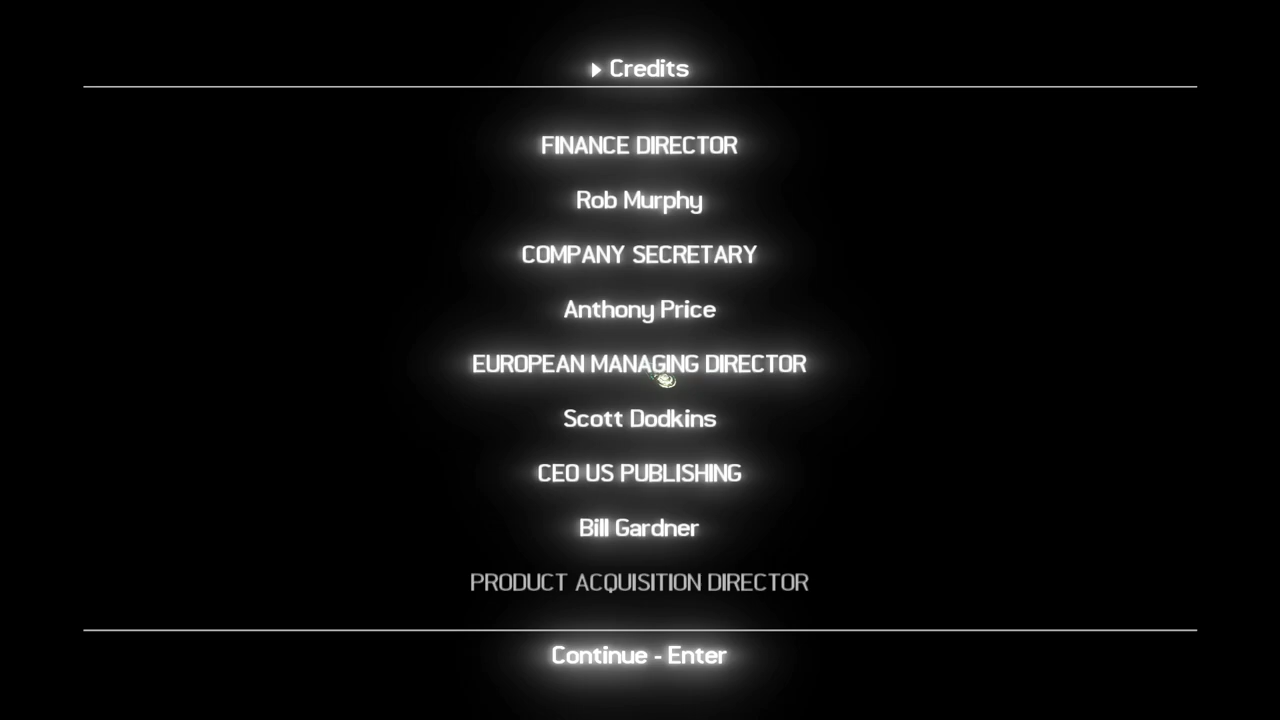 Credits
FINANCE DIRECTOR
Rob Murphy
COMPANY SECRETARY
Anthony Price
EUROPEAN MANAGING DIRECTOR
Scott Dodkins
CEO US PUBLISHING
Bill Gardner
PRODUCT ACQUISITION DIRECTOR
Continue - Enter